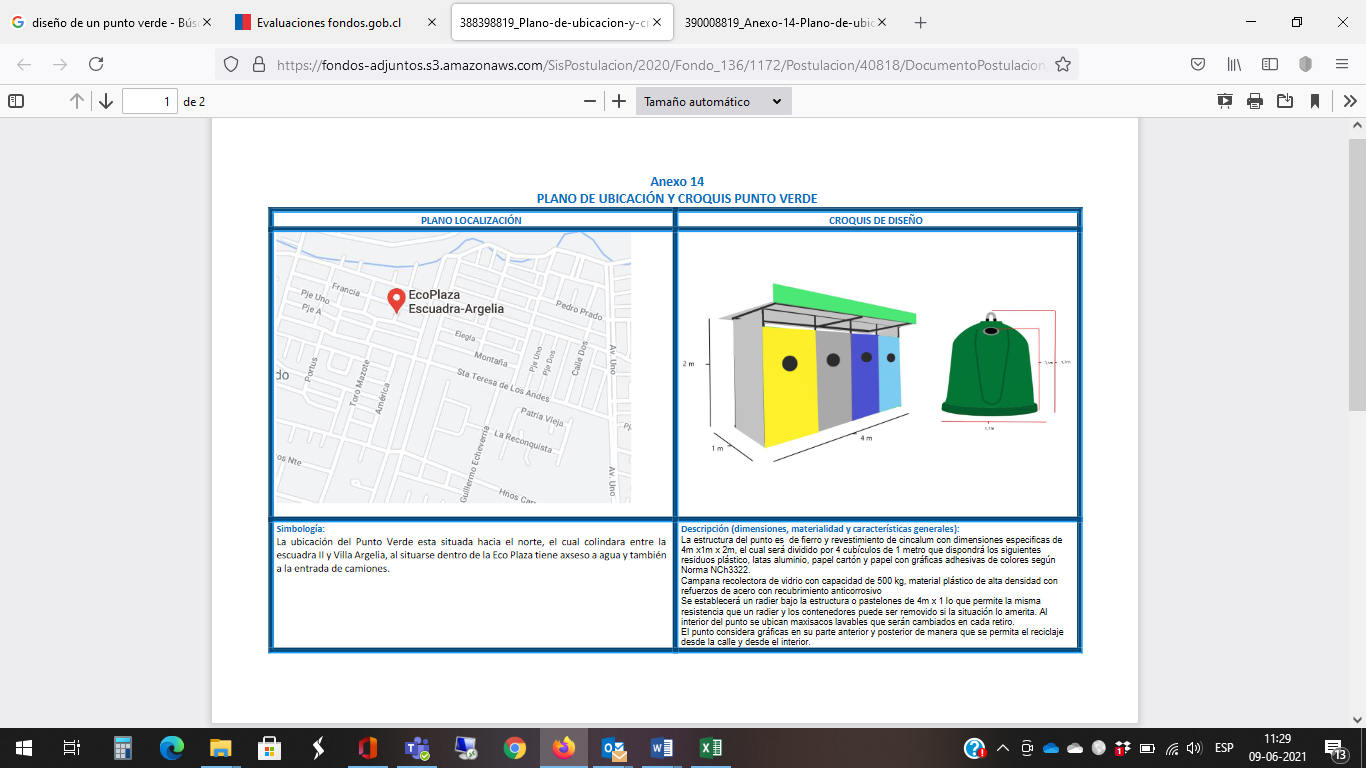 diseño de un punto verde - Bús
Evaluaciones fondos.gob.cl
388398819_Plano-de-ubicacion-y-cr
390008819_Anexo-14-Plano-de-ubic
https://fondos-adjuntos.s3.amazonaws.com/SisPostulacion/2020/Fondo_136/1172/Postulacion/40818/DocumentoPostulacion
1 de 2
Tamaño automático
Anexo 14
PLANO DE UBICACIÓN Y CROQUIS PUNTO VERDE
PLANO LOCALIZACIÓN
CROQUIS DE DISEÑO
EcoPlaza
Escuadra-Argelia
Francia
Pje Uno
Pje A
Pedro Prado
Elegía
Montaña
Pje Uno
Pje Dos
Calle Dos
Av. Uno
do
Portus
Toro Mazote
América
Sta.Teresa de Los Andes
Patria Vieja
La Reconquista
Pj
Guillermo Echeverría
os Nte
Hnos Car
Av. Uno
2 m
1 m
4 m
Simbología:
La ubicación del Punto Verde esta situada hacia el norte, el cual colindara entre la
escuadra II y Villa Argelia, al situarse dentro de la Eco Plaza tiene axseso a agua y también
a la entrada de camiones.
Descripción (dimensiones, materialidad y características generales):
La estructura del punto es de fierro y revestimiento de cincalum con dimensiones especificas de
4m x1m x 2m, el cual será dividido por 4 cubículos de 1 metro que dispondrá los siguientes
residuos plástico, latas aluminio, papel cartón y papel con gráficas adhesivas de colores según
Norma NCh3322.
Campana recolectora de vidrio con capacidad de 500 kg, material plástico de alta densidad con
refuerzos de acero con recubrimiento anticorrosivo
Se establecerá un radier bajo la estructura o pastelones de 4m x 1 lo que permite la misma
resistencia que un radier y los contenedores puede ser removido si la situación lo amerita. Al
interior del punto se ubican maxisacos lavables que serán cambiados en cada retiro.
El punto considera gráficas en su parte anterior y posterior de manera que se permita el reciclaje
desde la calle y desde el interior.
ESP
11:29
09-06-2021
13